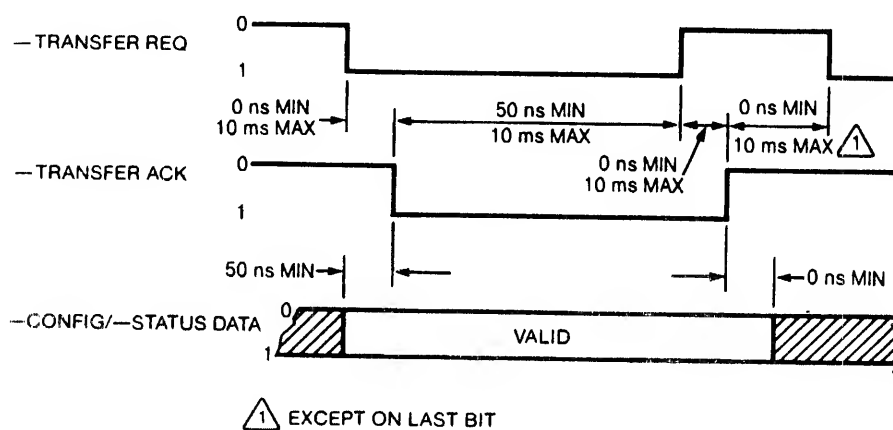 0
—TRANSFER REQ
1
0 ns MIN
10 ms MAX
50 ns MIN
10 ms MAX
0 ns MIN
10 ms MAX
1
0 ns MIN
10 ms MAX
0
—TRANSFER ACK
1
50 ns MIN
0 ns MIN
0
—CONFIG/—STATUS DATA
VALID
1
1 EXCEPT ON LAST BIT